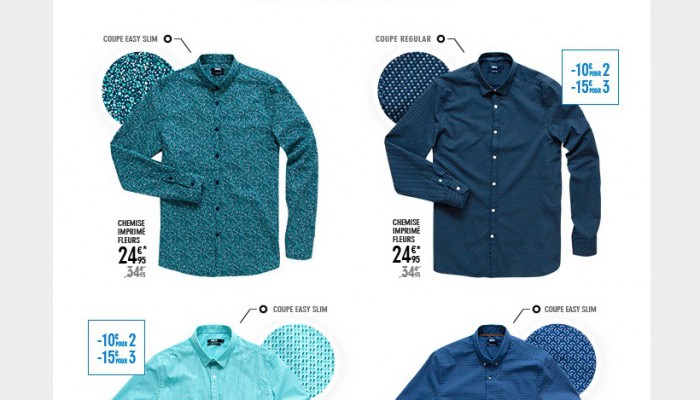 COUPE EASY SLIM
COUPE REGULAR
-10€ POUR 2
-15€ POUR 3
CHEMISE
IMPRIMÉ
FLEURS
24€*95
34€95
CHEMISE
IMPRIMÉ
FLEURS
24€*95
34€95
COUPE EASY SLIM
COUPE EASY SLIM
-10€ POUR 2
-15€ POUR 3